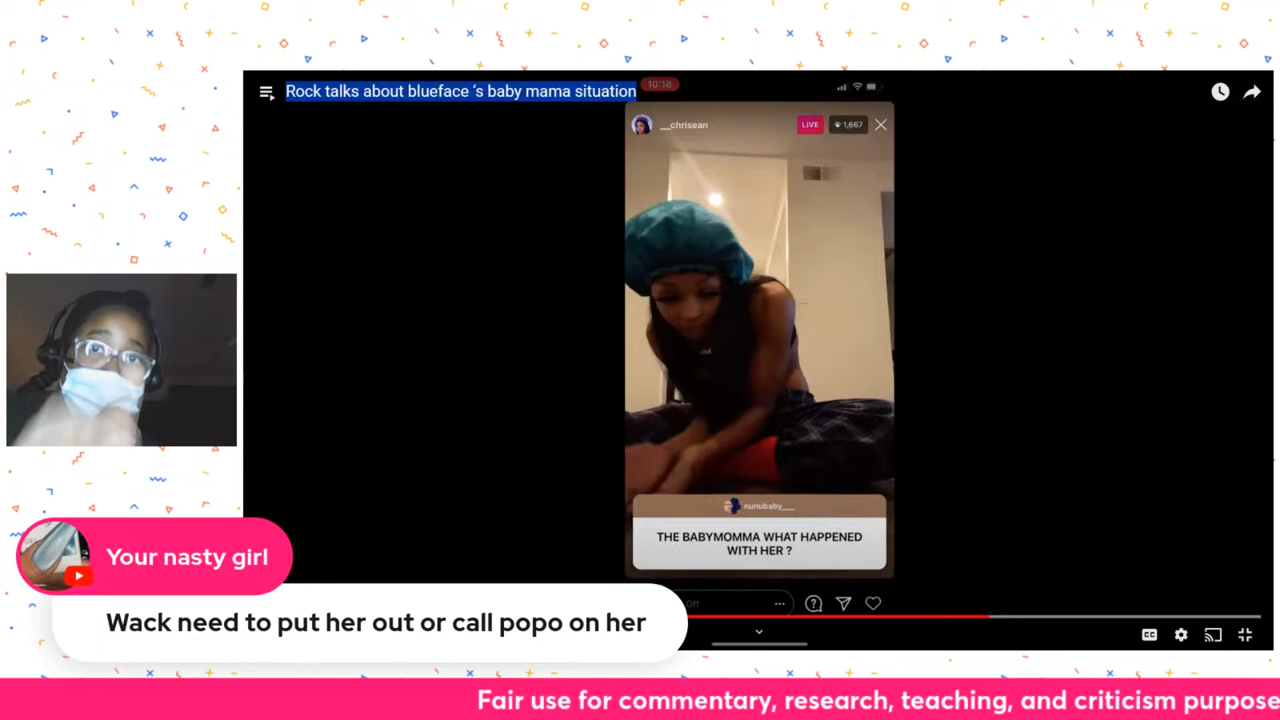 Rock talks about blueface ‘s baby mama situation
10:18
__chrisean
LIVE
1,667
nunubaby___
THE BABYMOMMA WHAT HAPPENED
WITH HER ?
Off
CC
Your nasty girl
Wack need to put her out or call popo on her
Fair use for commentary, research, teaching, and criticism purpose